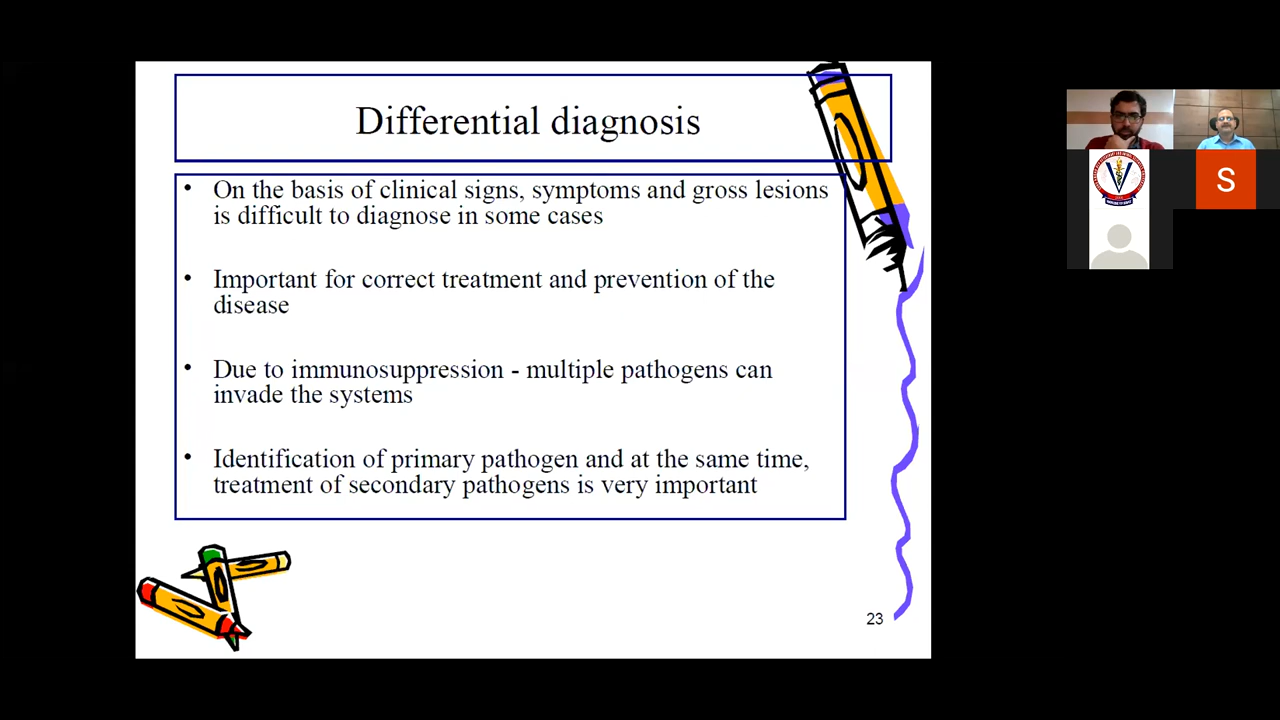 Differential diagnosis
• On the basis of clinical signs, symptoms and gross lesions
is difficult to diagnose in some cases
• Important for correct treatment and prevention of the
disease
• Due to immunosuppression - multiple pathogens can
invade the systems
• Identification of primary pathogen and at the same time,
treatment of secondary pathogens is very important
23
S
V